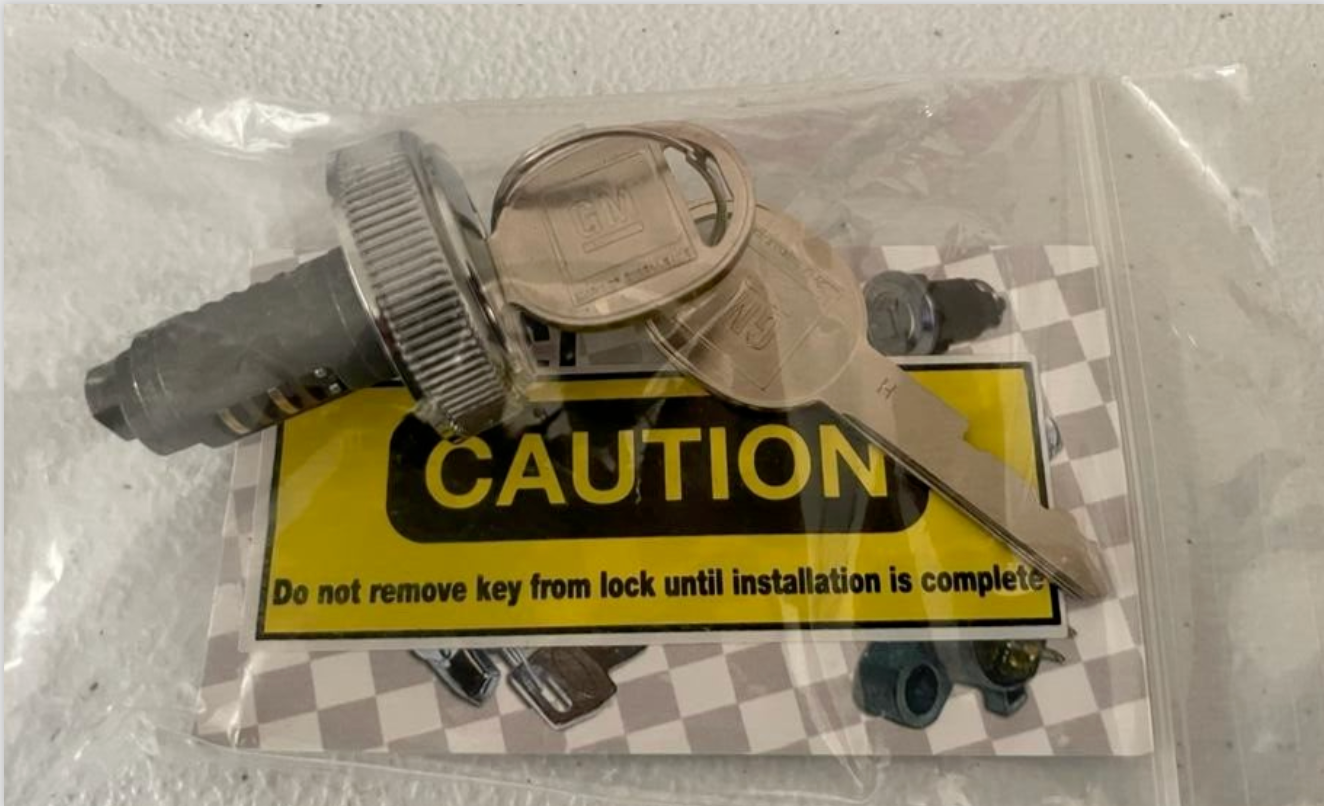 GM
GM
H
CAUTION
Do not remove key from lock until installation is complete